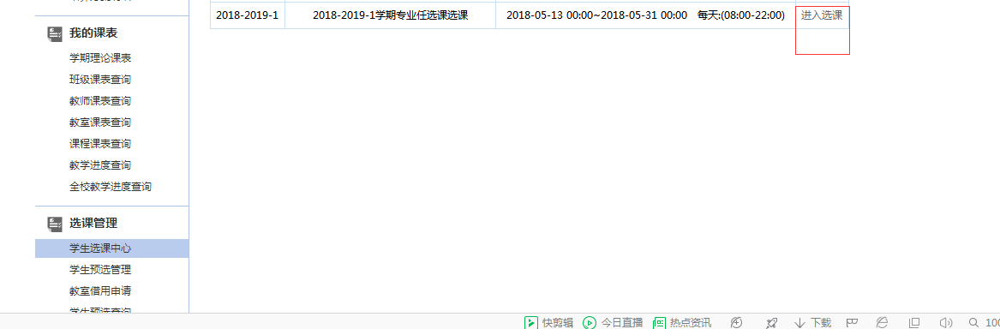 2018-2019-1 2018-2019-1学期专业任选课选课 2018-05-13 00:00~2018-05-31 00:00 每天:(08:00-22:00) 进入选课
我的课表
学期理论课表
班级课表查询
教师课表查询
教室课表查询
课程课表查询
教学进度查询
全校教学进度查询
选课管理
学生选课中心
学生预选管理
教室借用申请
学生预选查询
快剪辑 今日直播 热点资讯 下载 100